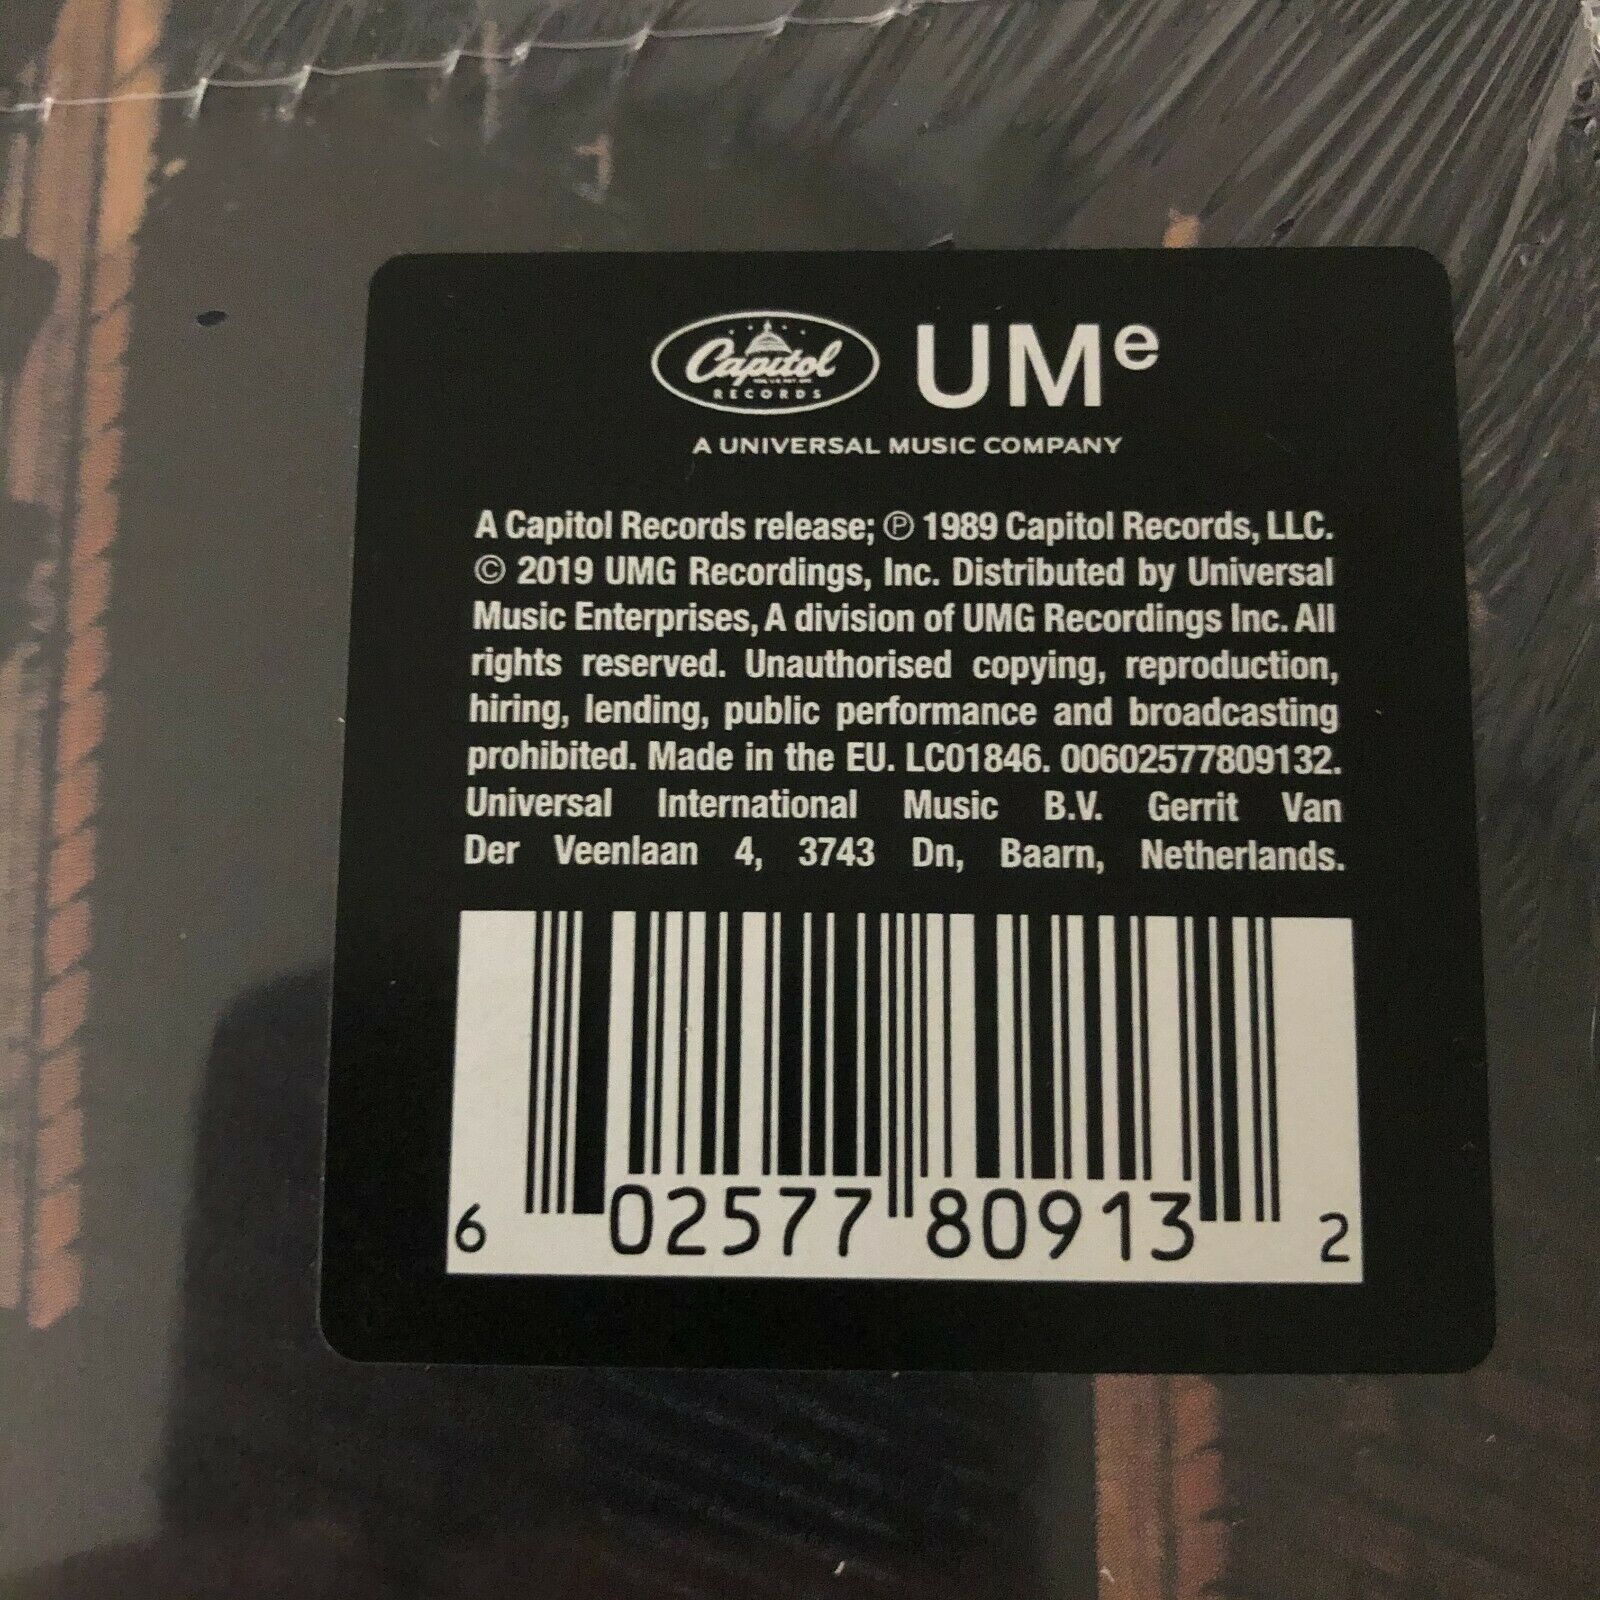 Capitol
RECORDS
UMe
A UNIVERSAL MUSIC COMPANY
A Capitol Records release; ℗ 1989 Capitol Records, LLC.
© 2019 UMG Recordings, Inc. Distributed by Universal
Music Enterprises, A division of UMG Recordings Inc. All
rights reserved. Unauthorised copying, reproduction,
hiring, lending, public performance and broadcasting
prohibited. Made in the EU. LC01846. 00602577809132.
Universal International Music B.V. Gerrit Van
Der Veenlaan 4, 3743 Dn, Baarn, Netherlands.
6 02577 80913 2